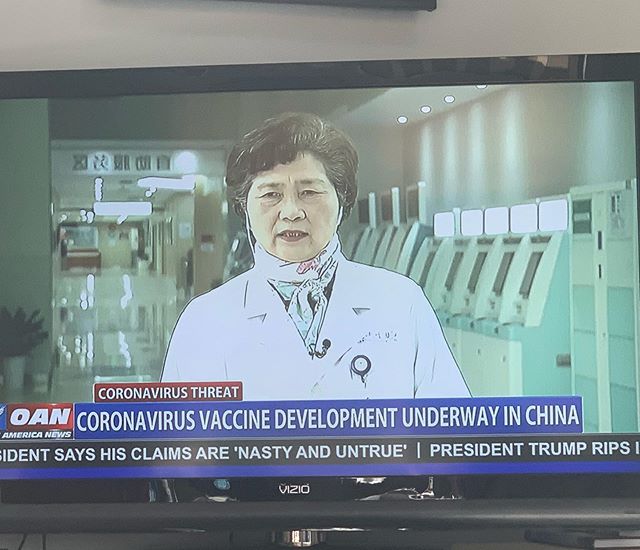 CORONAVIRUS THREAT
OAN
AMERICA NEWS
CORONAVIRUS VACCINE DEVELOPMENT UNDERWAY IN CHINA
SIDENT SAYS HIS CLAIMS ARE 'NASTY AND UNTRUE' | PRESIDENT TRUMP RIPS
VIZIO